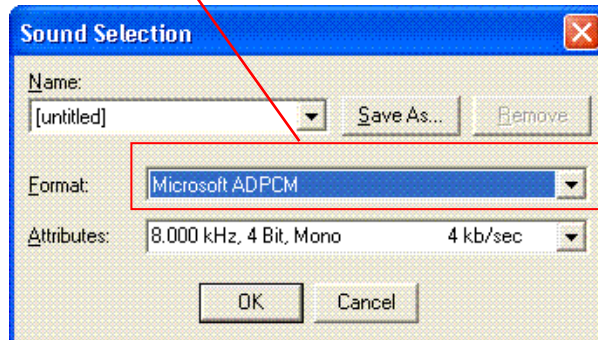 Sound Selection
Name:
[untitled]
Save As...
Remove
Format:
Microsoft ADPCM
Attributes:
8.000 kHz, 4 Bit, Mono 4 kb/sec
OK
Cancel